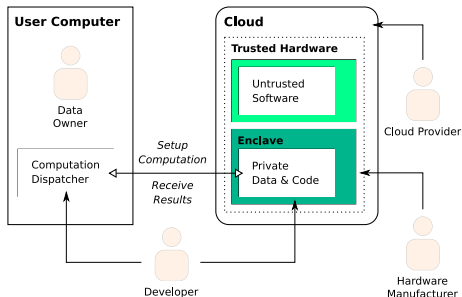 User Computer
Data
Owner
Computation
Dispatcher
Setup
Computation
Receive
Results
Cloud
Trusted Hardware
Untrusted
Software
Enclave
Private
Data & Code
Cloud Provider
Developer
Hardware
Manufacturer